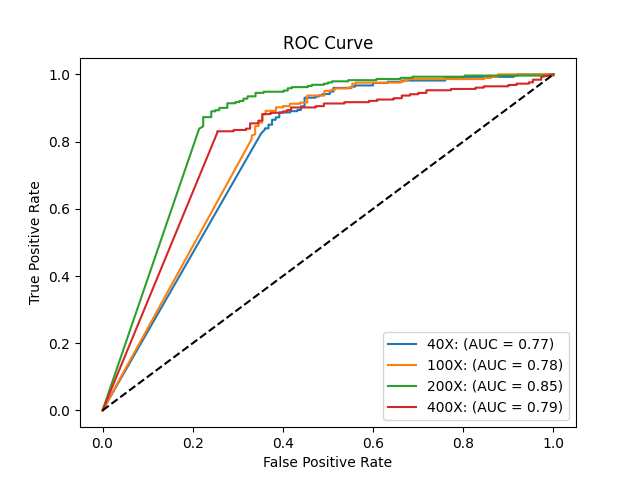 ROC Curve
True Positive Rate
1.0
0.8
0.6
0.4
0.2
0.0
40X: (AUC = 0.77)
100X: (AUC = 0.78)
200X: (AUC = 0.85)
400X: (AUC = 0.79)
0.0 0.2 0.4 0.6 0.8 1.0
False Positive Rate